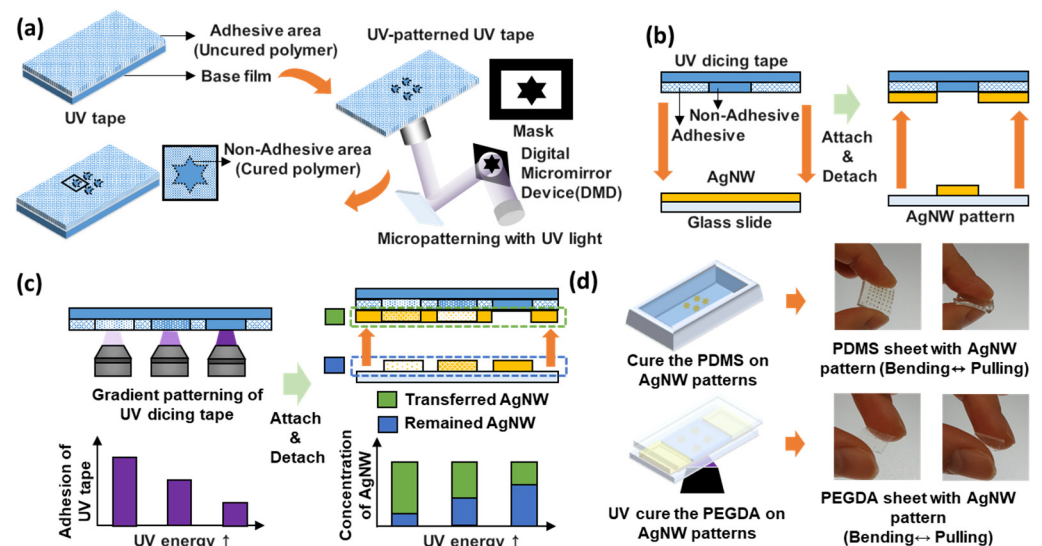 (a)
Adhesive area
(Uncured polymer)
Base film
UV tape
UV-patterned UV tape
Mask
Non-Adhesive area
(Cured polymer)
Digital
Micromirror
Device(DMD)
Micropatterning with UV light
(b)
UV dicing tape
Non-Adhesive
Adhesive
Attach
&
Detach
AgNW
Glass slide
AgNW pattern
(c)
Gradient patterning of
UV dicing tape
Attach
&
Detach
Transferred AgNW
Remained AgNW
Adhesion of
UV tape
UV energy ↑
Concentration
of AgNW
UV energy ↑
(d)
Cure the PDMS on
AgNW patterns
PDMS sheet with AgNW
pattern (Bending↔ Pulling)
UV cure the PEGDA on
AgNW patterns
PEGDA sheet with AgNW
pattern
(Bending↔ Pulling)